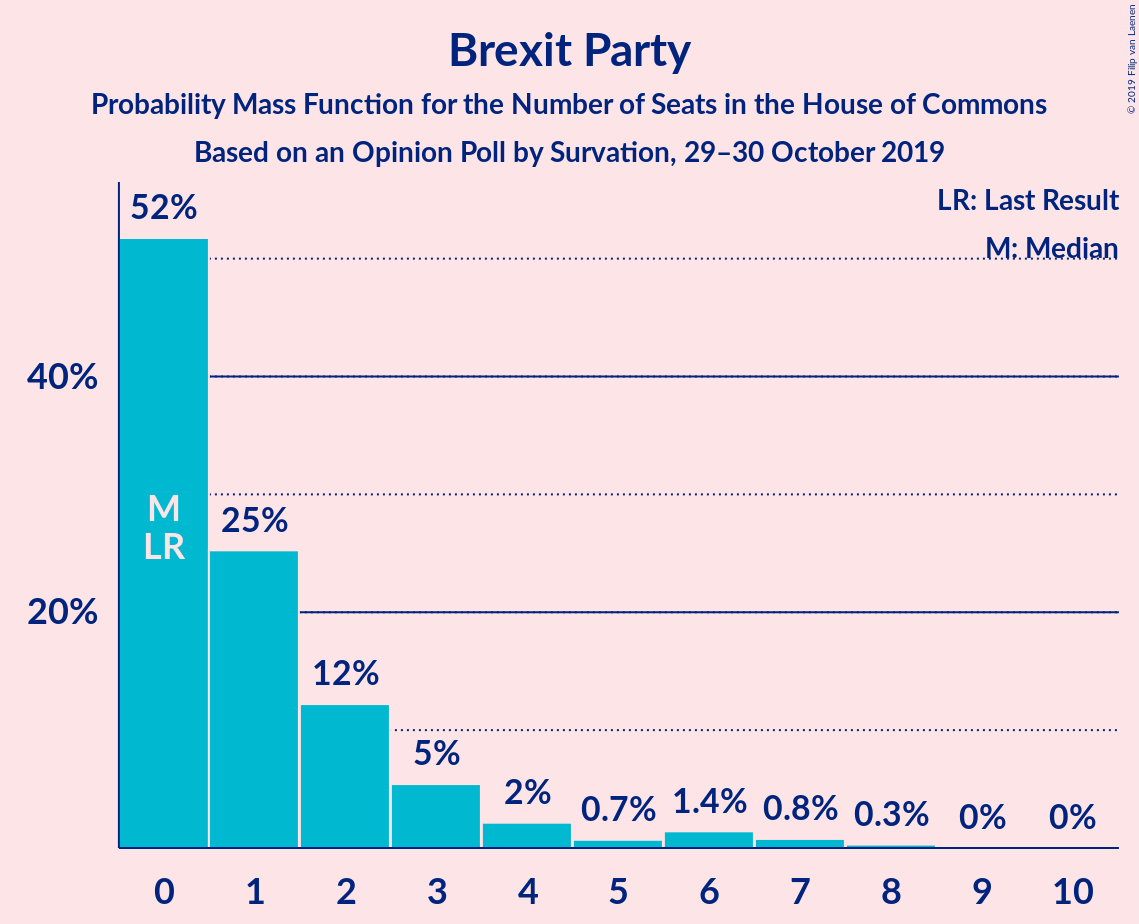 Brexit Party
Probability Mass Function for the Number of Seats in the House of Commons
Based on an Opinion Poll by Survation, 29–30 October 2019
© 2019 Filip van Laenen
LR: Last Result
M: Median
52%
40%
M
LR
25%
20%
12%
5%
2%
0.7%
1.4%
0.8%
0.3%
0%
0%
0 1 2 3 4 5 6 7 8 9 10